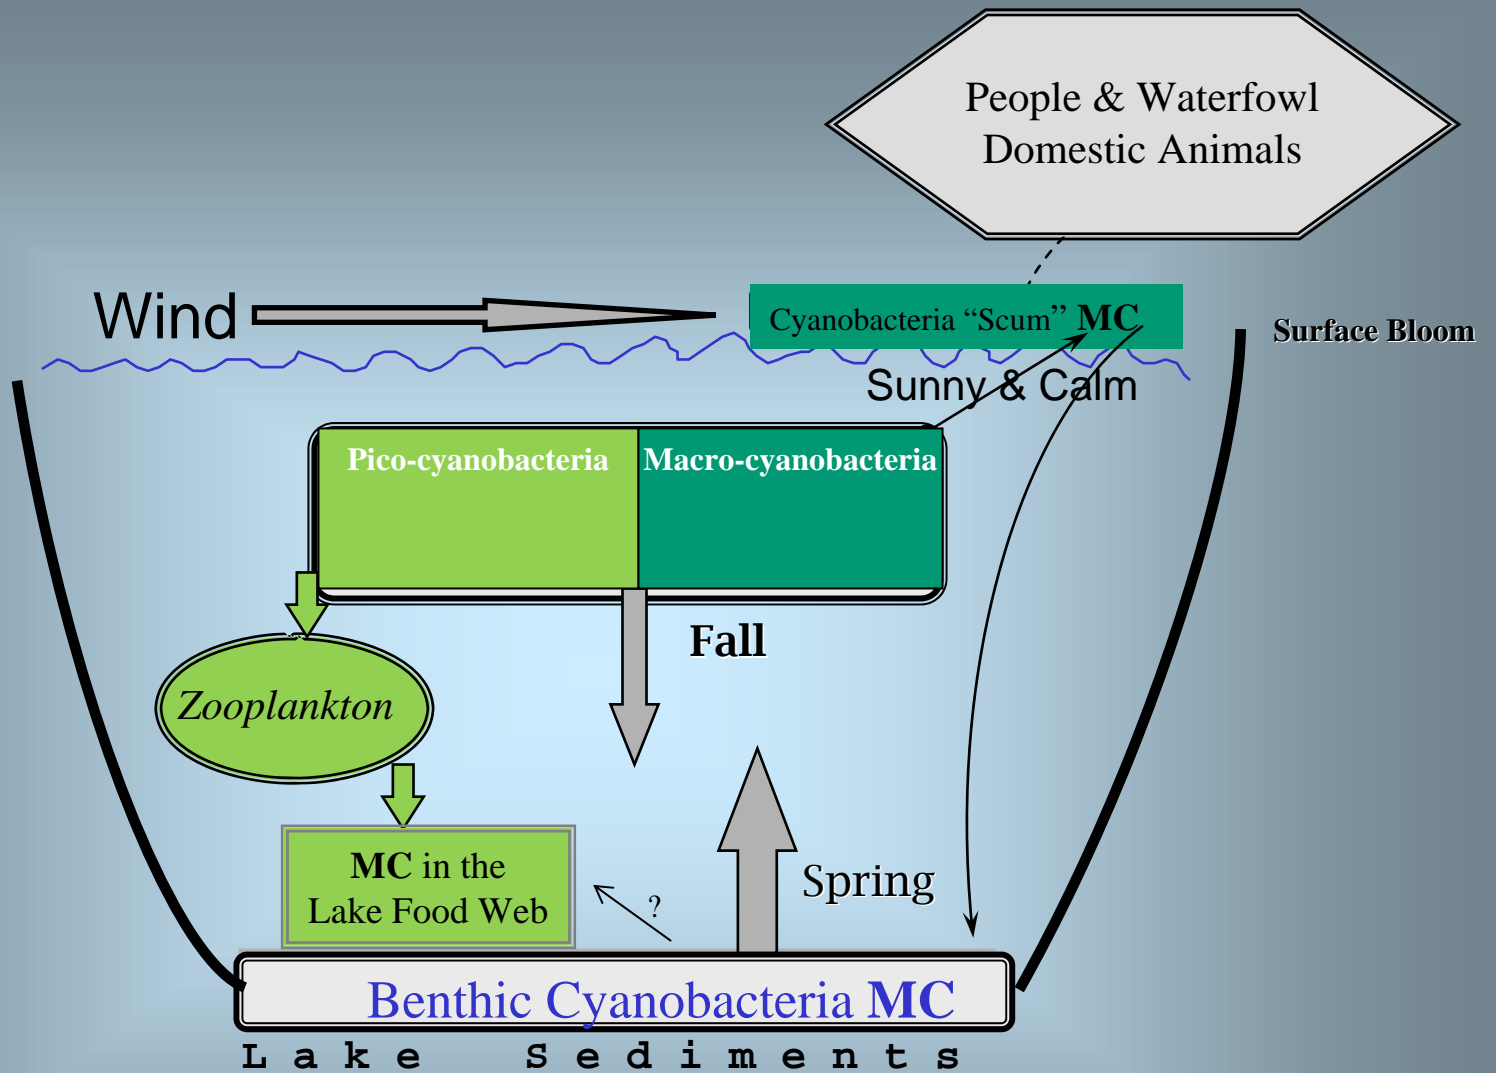 People & Waterfowl
Domestic Animals
Wind
Cyanobacteria “Scum” MC
Surface Bloom
Sunny & Calm
Pico-cyanobacteria
Macro-cyanobacteria
Fall
Zooplankton
MC in the
Lake Food Web
?
Spring
Benthic Cyanobacteria MC
Lake Sediments